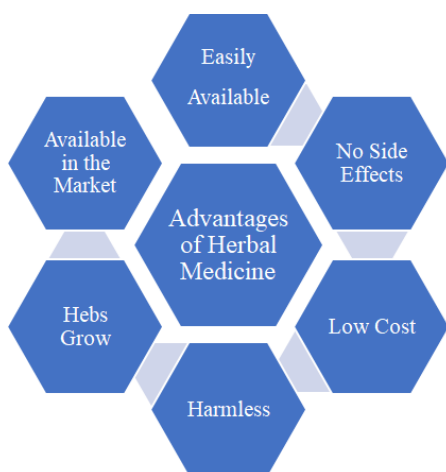 Easily
Available
No Side
Effects
Low Cost
Harmless
Hebs
Grow
Available
in the
Market
Advantages
of Herbal
Medicine